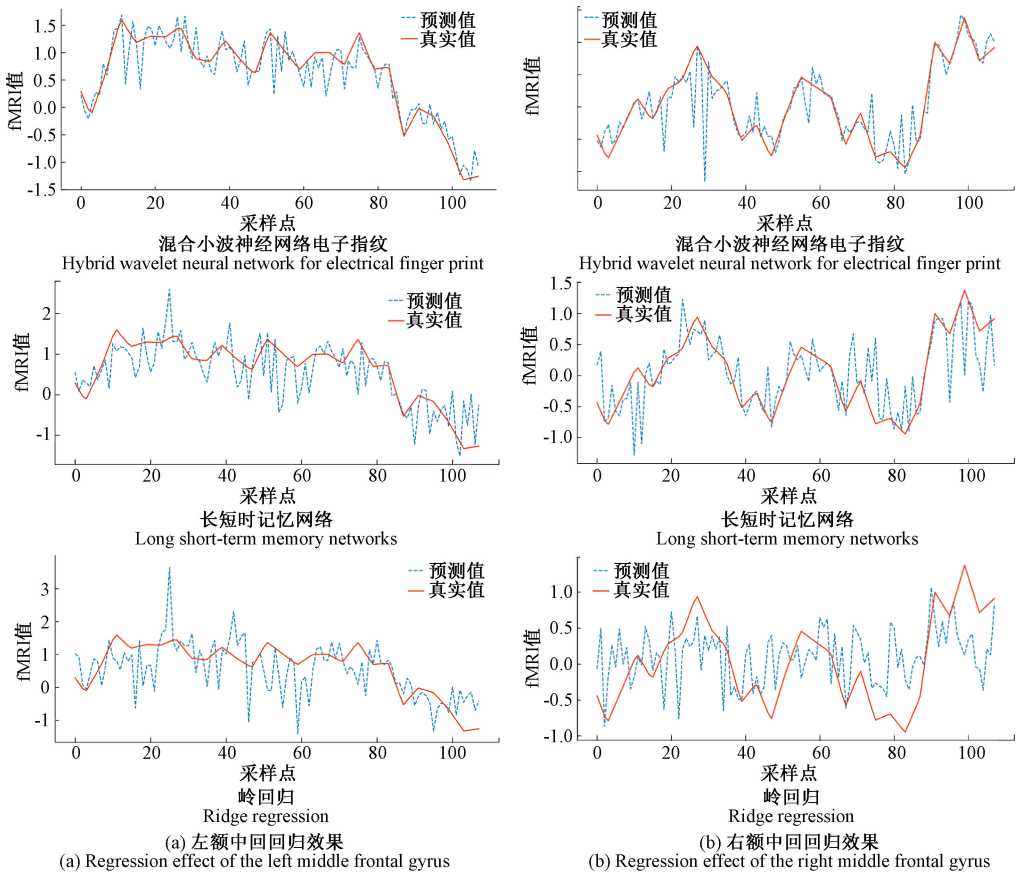 预测值
真实值
fMRI值
1.5
1.0
0.5
0.0
-0.5
-1.0
-1.5
0 20 40 60 80 100
采样点
混合小波神经网络电子指纹
Hybrid wavelet neural network for electrical finger print
预测值
真实值
fMRI值
0 20 40 60 80 100
采样点
混合小波神经网络电子指纹
Hybrid wavelet neural network for electrical finger print
预测值
真实值
fMRI值
2
1
0
-1
0 20 40 60 80 100
采样点
长短时记忆网络
Long short-term memory networks
预测值
真实值
fMRI值
1.5
1.0
0.5
0.0
-0.5
-1.0
0 20 40 60 80 100
采样点
长短时记忆网络
Long short-term memory networks
预测值
真实值
fMRI值
3
2
1
0
-1
0 20 40 60 80 100
采样点
岭回归
Ridge regression
(a) 左额中回回归效果
(a) Regression effect of the left middle frontal gyrus
预测值
真实值
fMRI值
1.0
0.5
0.0
-0.5
-1.0
0 20 40 60 80 100
采样点
岭回归
Ridge regression
(b) 右额中回回归效果
(b) Regression effect of the right middle frontal gyrus